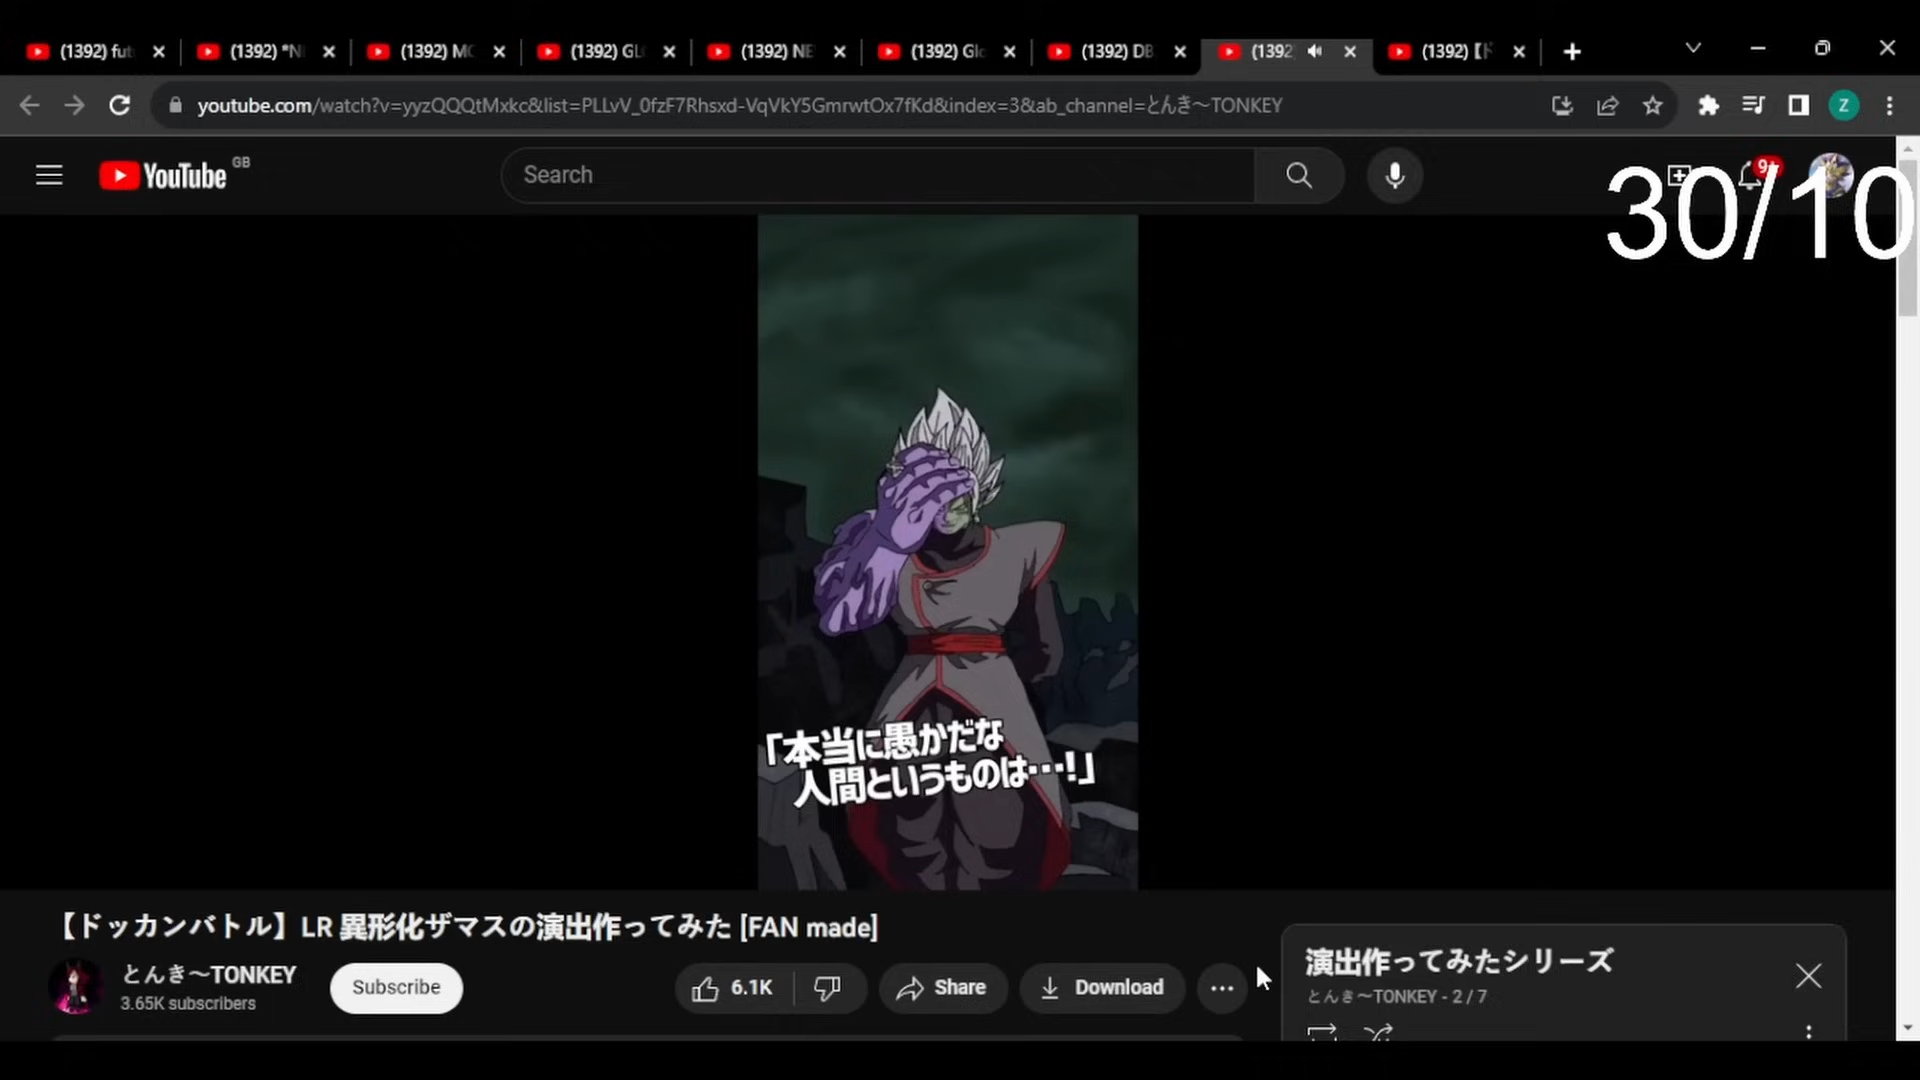 (1392) fut
(1392) *NI
(1392) MC
(1392) GL
(1392) NE
(1392) Glo
(1392) DB
(1392
(1392)【ド
youtube.com/watch?v=yyzQQQtMxkc&list=PLLvV_0fzF7Rhsxd-VqVkY5GmrwtOx7fKd&index=3&ab_channel=とんき〜TONKEY
Z
YouTube GB
Search
9+
30/10
「本当に愚かだな
人間というものは…!」
【ドッカンバトル】LR 異形化ザマスの演出作ってみた [FAN made]
とんき〜TONKEY
3.65K subscribers
Subscribe
6.1K
Share
Download
演出作ってみたシリーズ
とんき〜TONKEY - 2 / 7